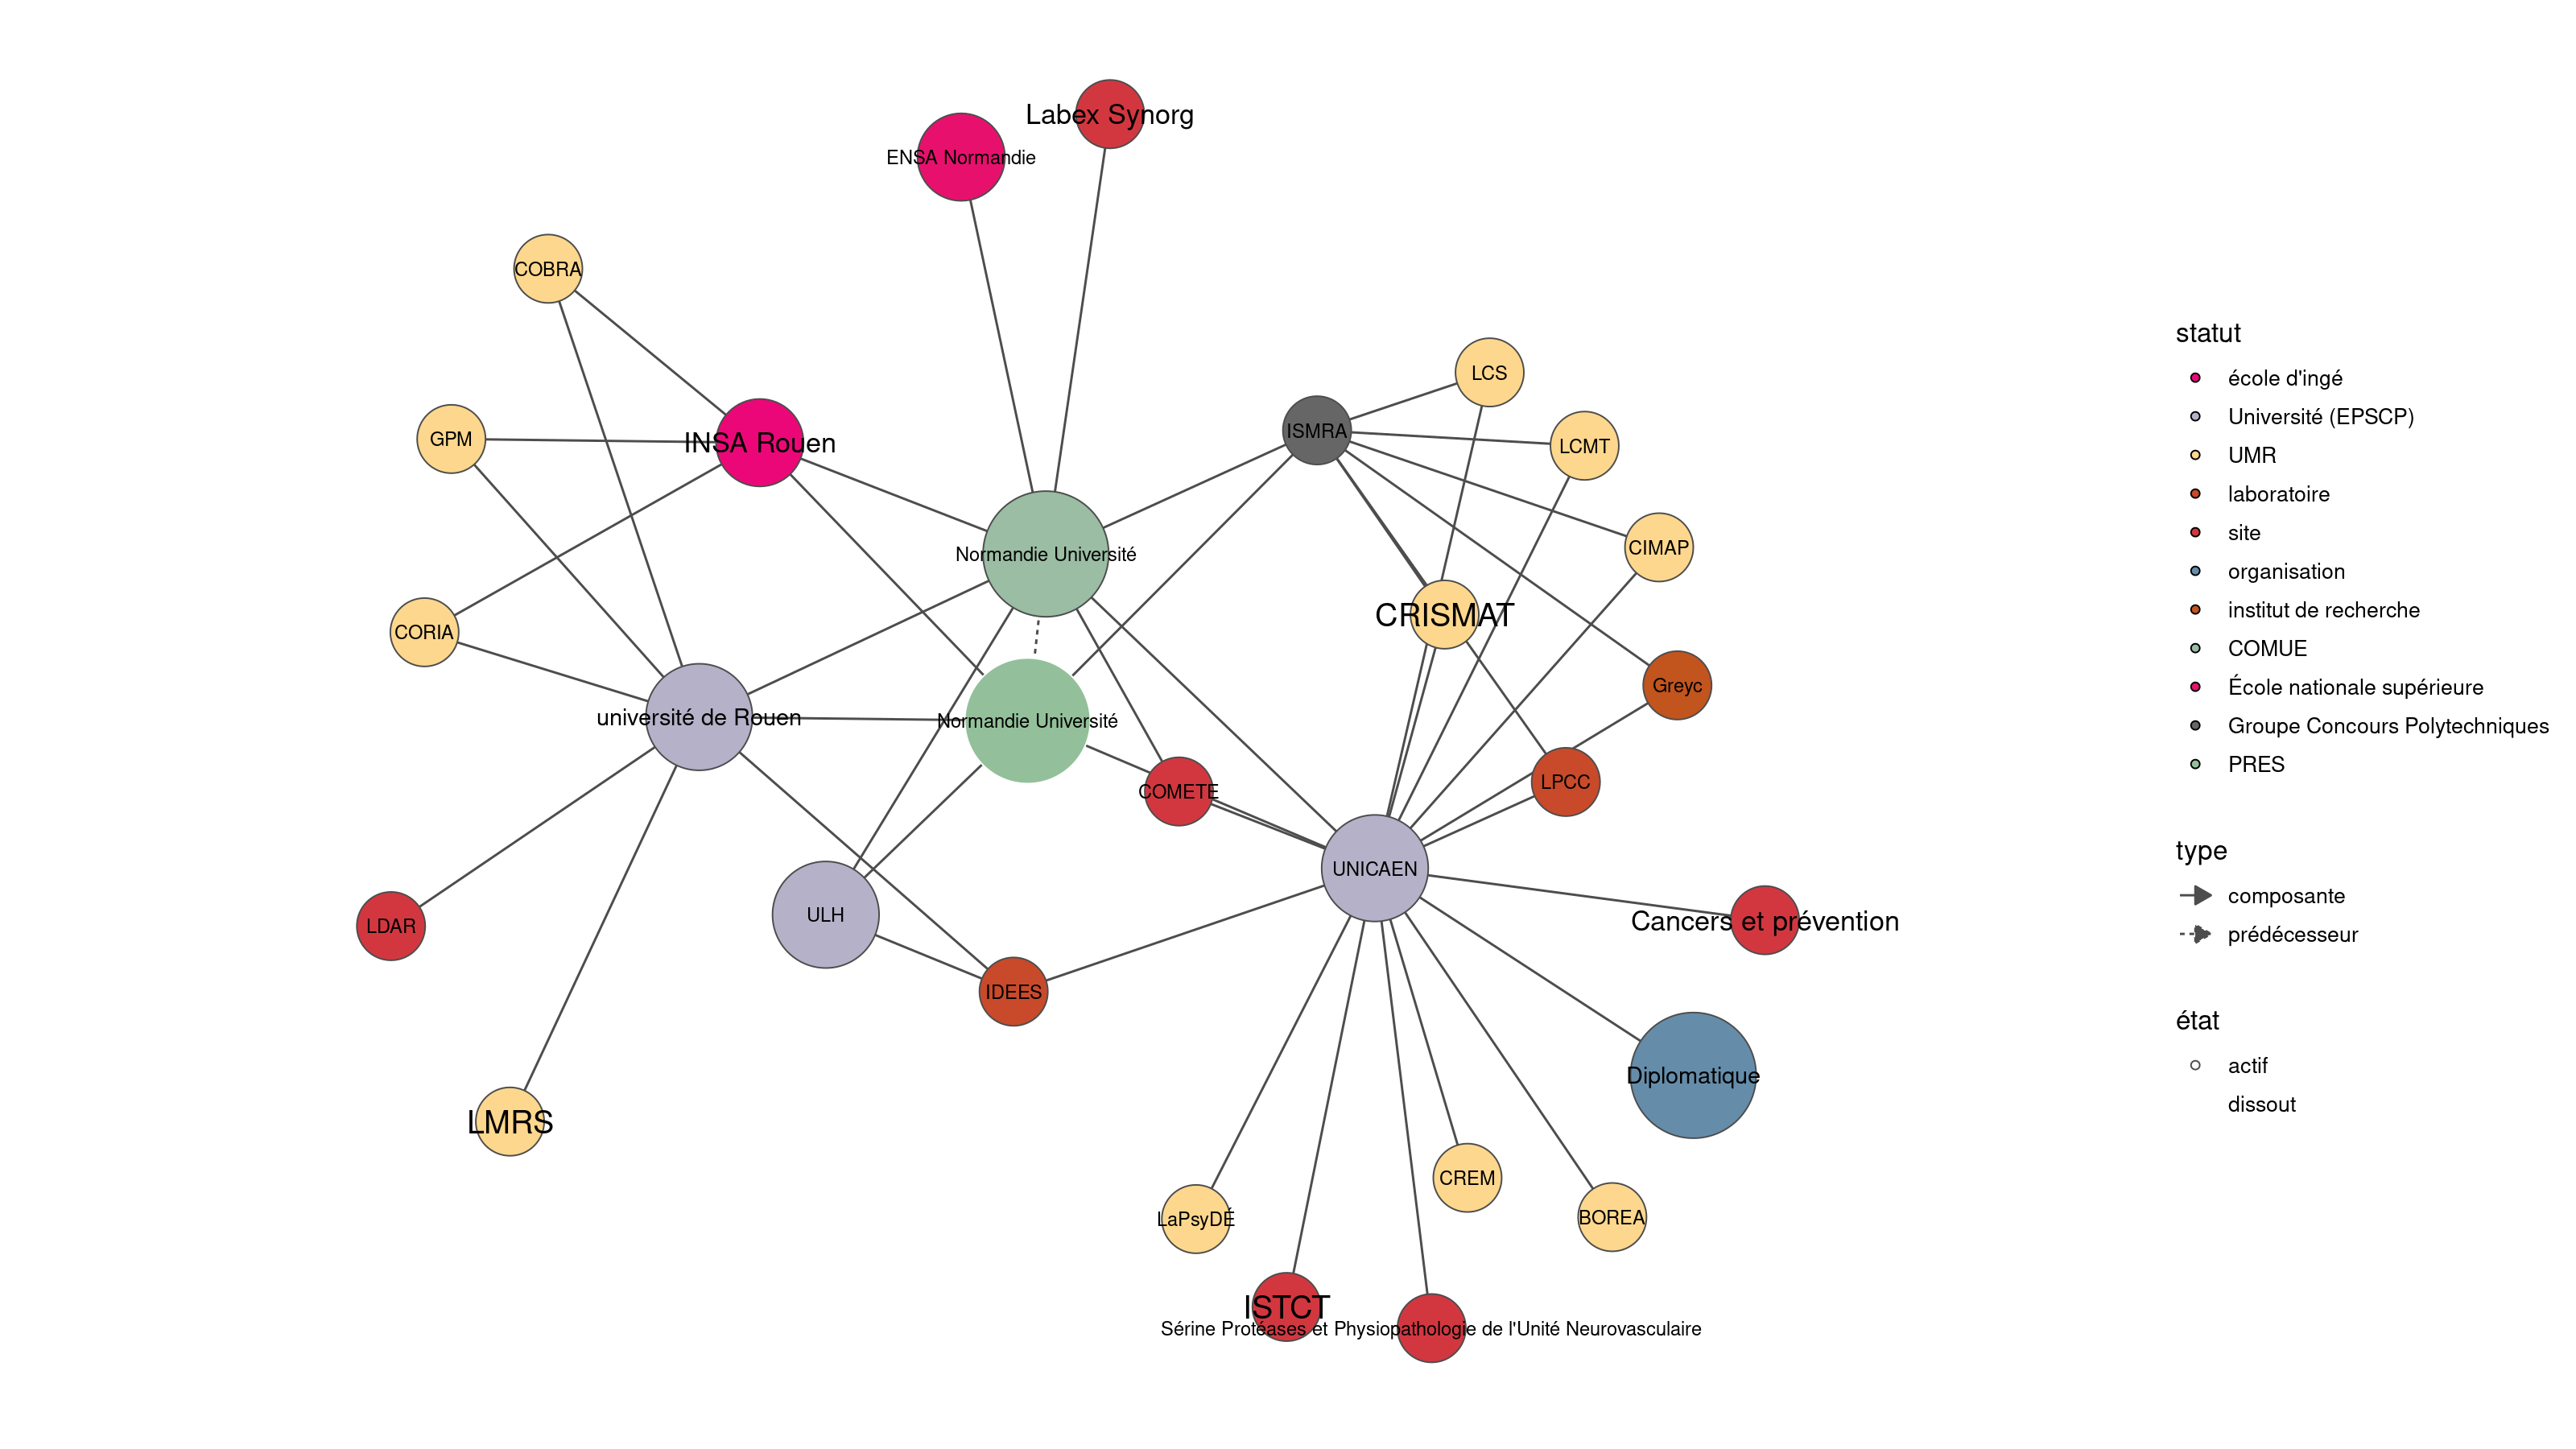 Labex Synorg
ENSA Normandie
COBRA
LCS
ISMRA
GPM
INSA Rouen
LCMT
CIMAP
Normandie Université
CRISMAT
CORIA
Greyc
université de Rouen
Normandie Université
LPCC
COMETE
UNICAEN
ULH
Cancers et prévention
LDAR
IDEES
Diplomatique
LMRS
CREM
LaPsyDÉ
BOREA
ISTCT
Sérine Protéases et Physiopathologie de l'Unité Neurovasculaire
statut
école d'ingé
Université (EPSCP)
UMR
laboratoire
site
organisation
institut de recherche
COMUE
École nationale supérieure
Groupe Concours Polytechniques
PRES
type
composante
prédécesseur
état
actif
dissout